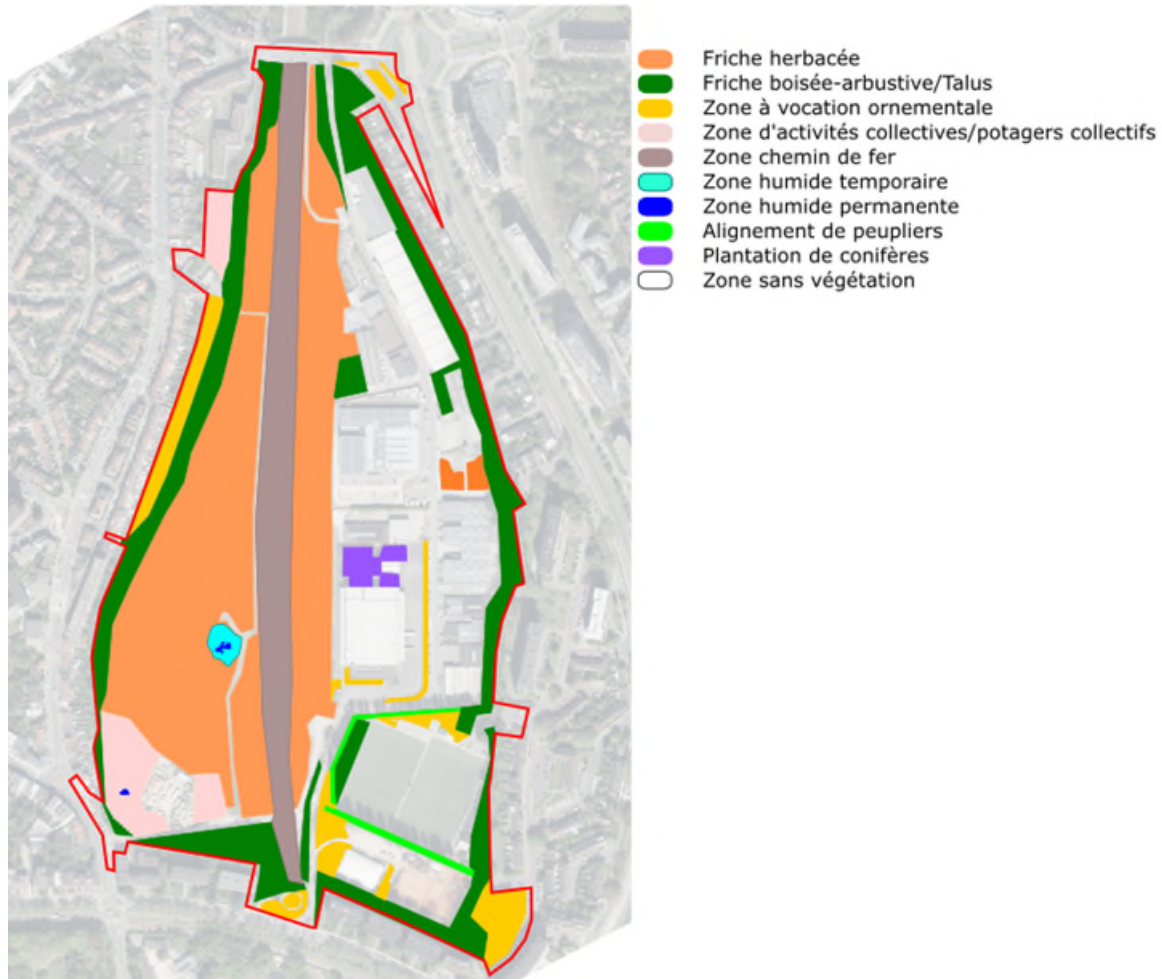 Friche herbacée
Friche boisée-arbustive/Talus
Zone à vocation ornementale
Zone d'activités collectives/potagers collectifs
Zone chemin de fer
Zone humide temporaire
Zone humide permanente
Alignement de peupliers
Plantation de conifères
Zone sans végétation